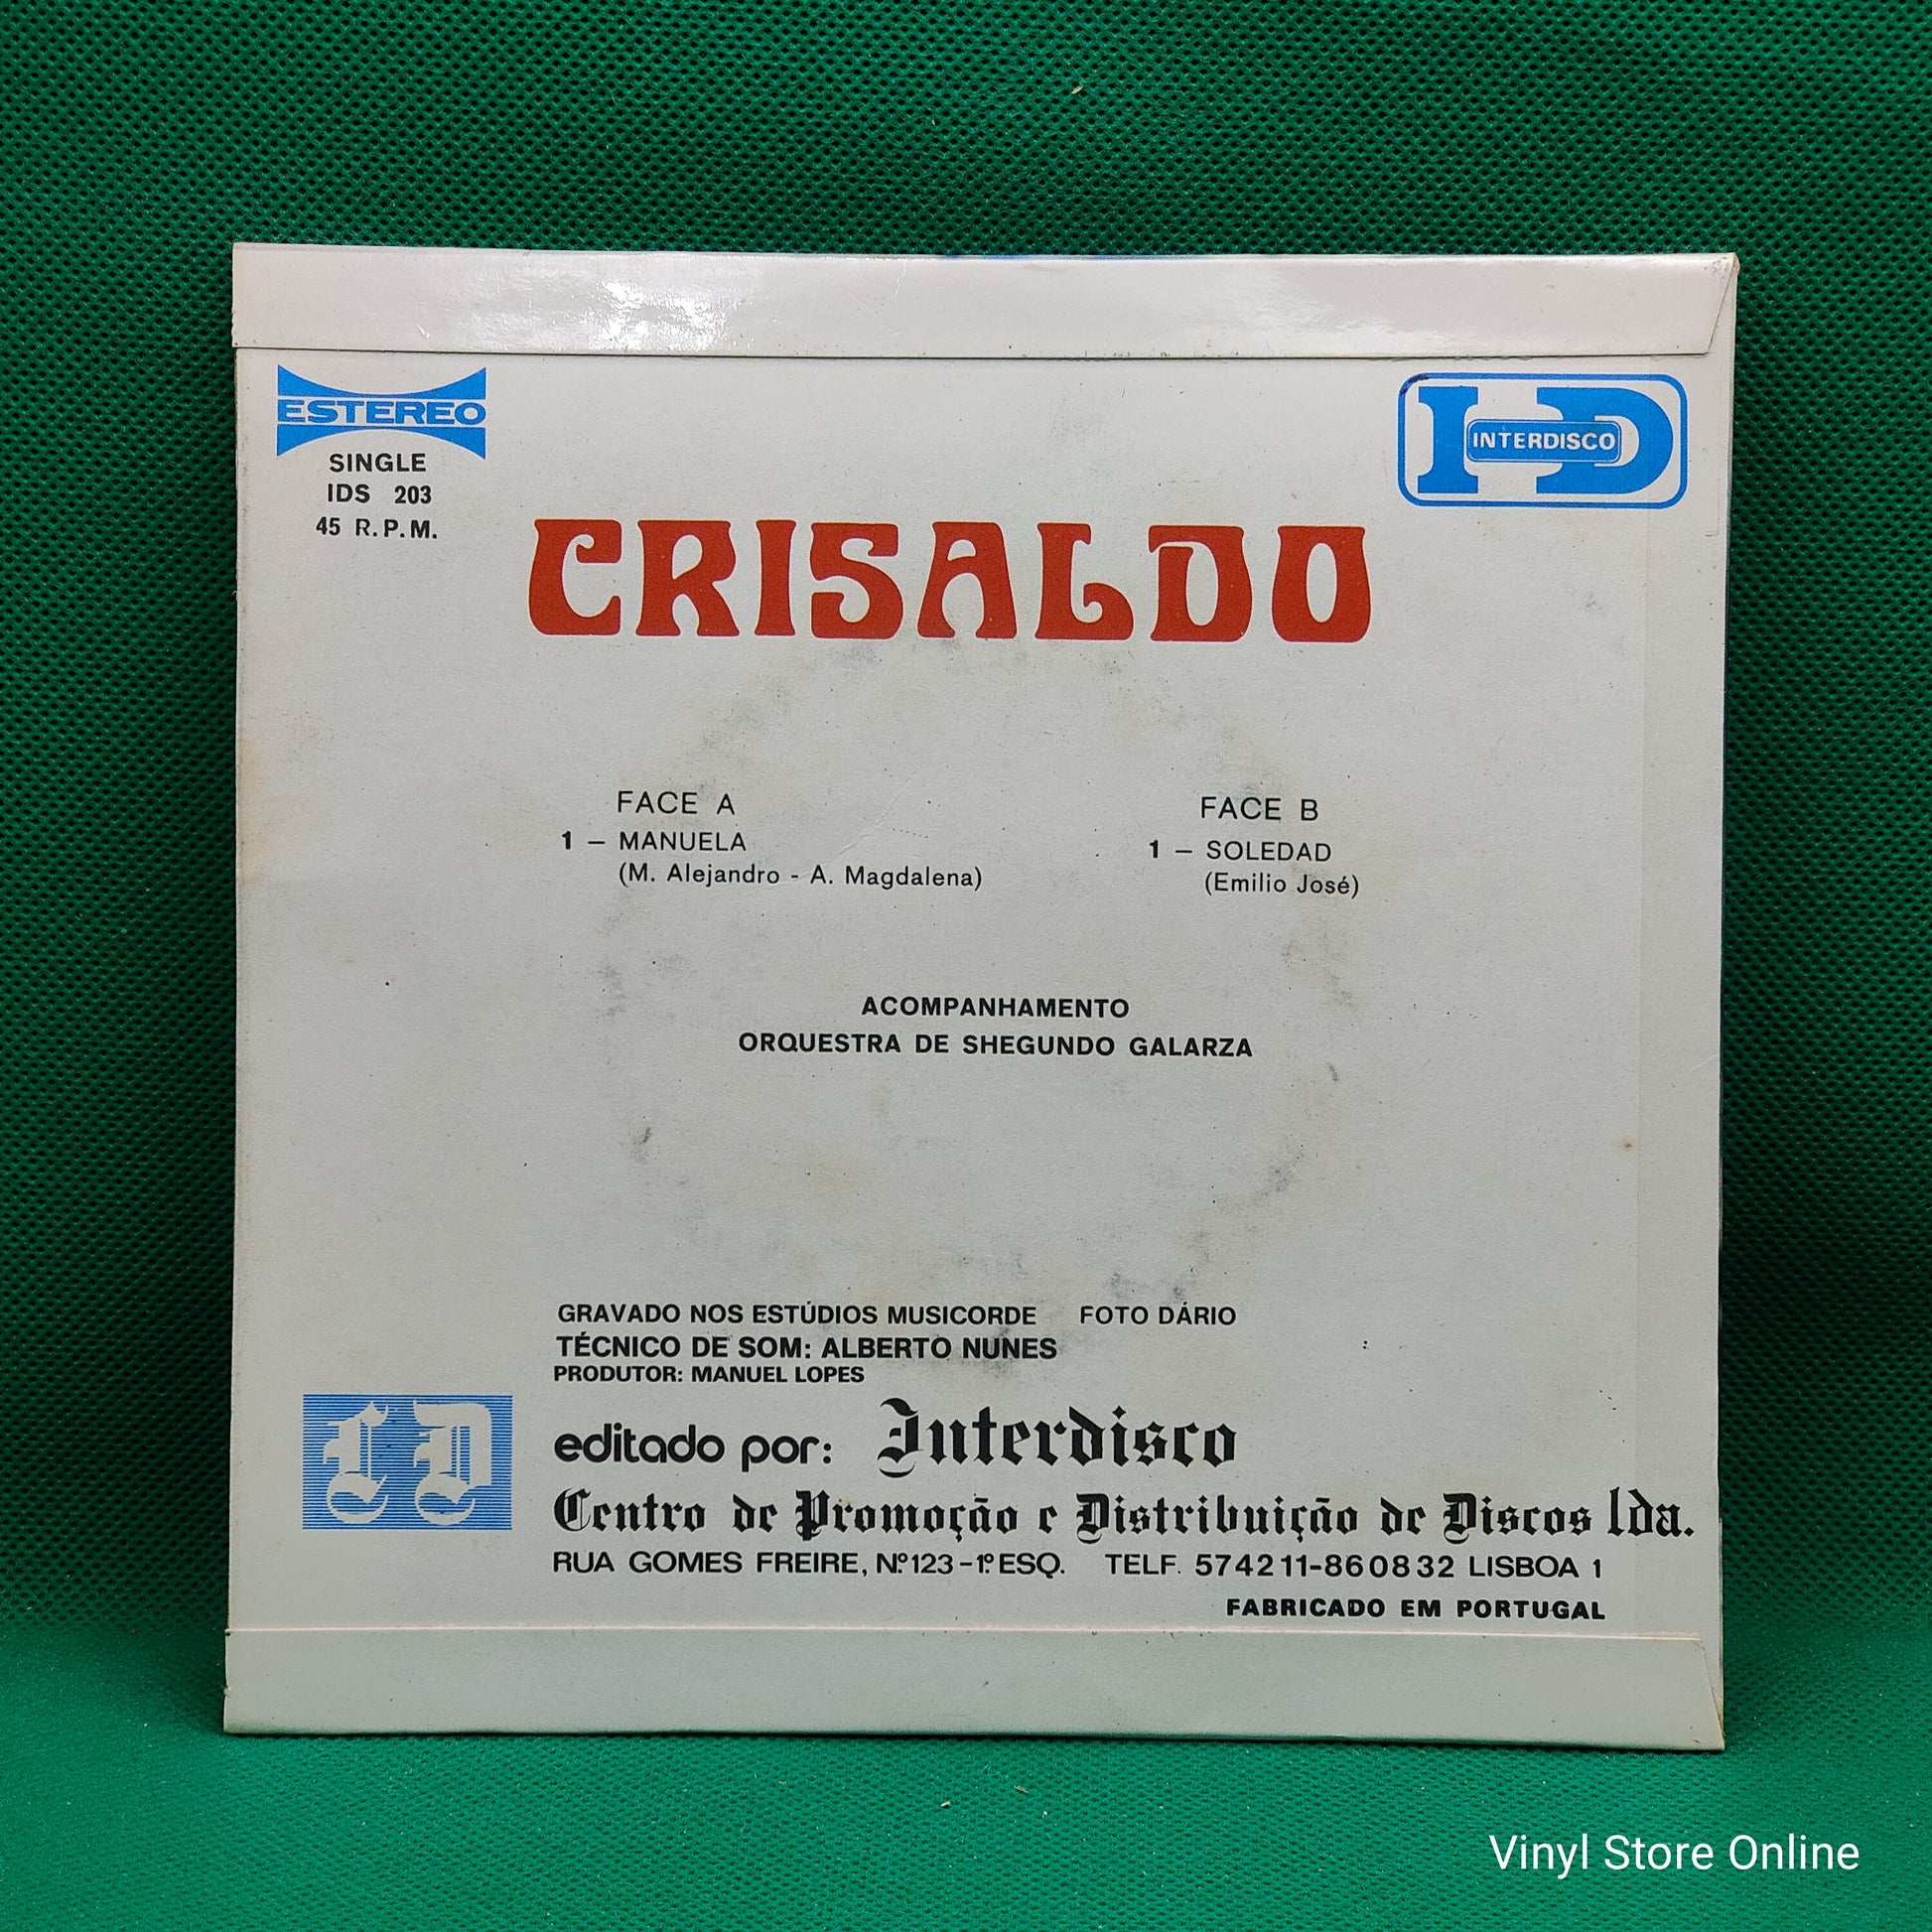 ESTEREO
SINGLE
IDS 203
45 R.P.M.
ID
INTERDISCO
CRISALDO
FACE A
1 – MANUELA
(M. Alejandro - A. Magdalena)
FACE B
1 – SOLEDAD
(Emilio José)
ACOMPANHAMENTO
ORQUESTRA DE SHEGUNDO GALARZA
GRAVADO NOS ESTÚDIOS MUSICORDE FOTO DÁRIO
TÉCNICO DE SOM: ALBERTO NUNES
PRODUTOR: MANUEL LOPES
ID
editado por: Interdisco
Centro de Promoção e Distribuição de Discos lda.
RUA GOMES FREIRE, Nº 123 - 1º ESQ. TELF. 574211-860832 LISBOA 1
FABRICADO EM PORTUGAL
Vinyl Store Online